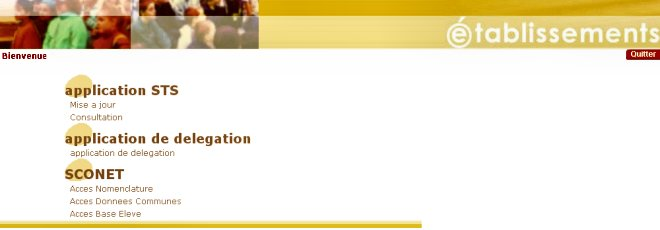 établissements
Bienvenue
Quitter
application STS
Mise a jour
Consultation
application de delegation
application de delegation
SCONET
Acces Nomenclature
Acces Donnees Communes
Acces Base Eleve